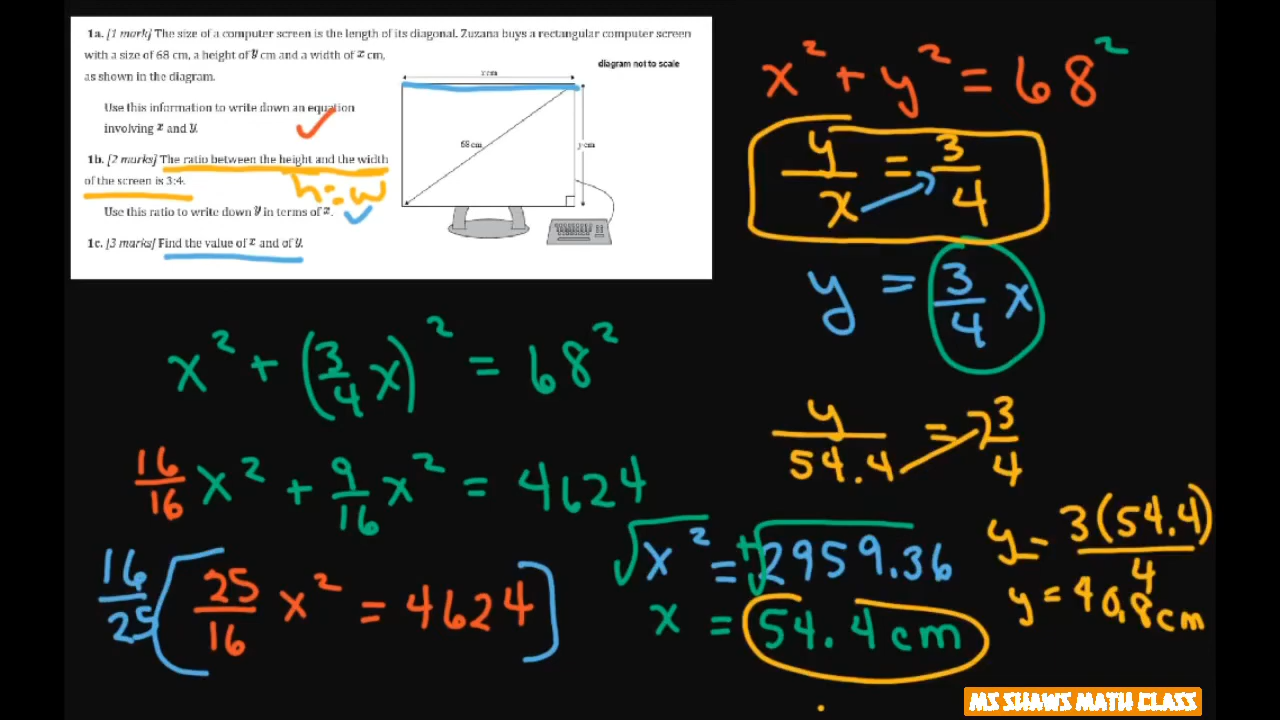 1a. [1 mark] The size of a computer screen is the length of its diagonal. Zuzana buys a rectangular computer screen
with a size of 68 cm, a height of y cm and a width of x cm,
as shown in the diagram.
diagram not to scale
x cm
68 cm
y cm
Use this information to write down an equation
involving x and y.
1b. [2 marks] The ratio between the height and the width
of the screen is 3:4.
h = w
Use this ratio to write down y in terms of x.
1c. [3 marks] Find the value of x and of y.
x² + y² = 68²
y/x = 3/4
y = 3/4 x
x² + (3/4 x)² = 68²
16/16 x² + 9/16 x² = 4624
16/25 [25/16 x² = 4624]
y/54.4 = 3/4
√x² = +√2959.36
x = 54.4 cm
y = 3(54.4)/4
y = 40.8 cm
MS SHAWS MATH CLASS